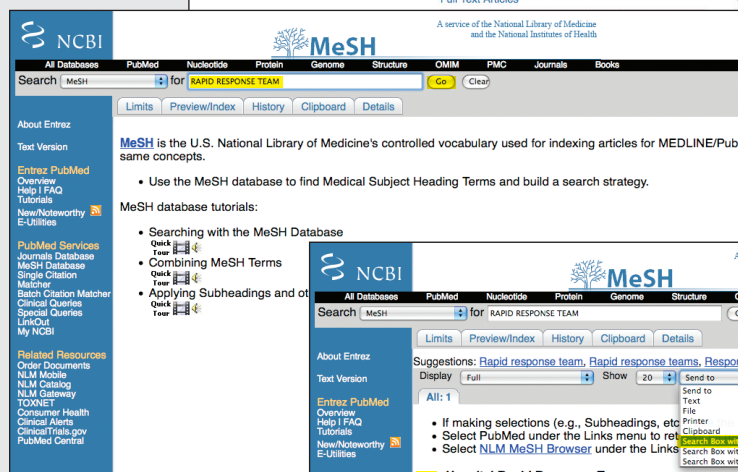 Full Text Articles
NCBI
MeSH
A service of the National Library of Medicine
and the National Institutes of Health
All Databases PubMed Nucleotide Protein Genome Structure OMIM PMC Journals Books
Search MeSH for RAPID RESPONSE TEAM Go Clear
Limits Preview/Index History Clipboard Details
About Entrez
Text Version
Entrez PubMed
Overview
Help | FAQ
Tutorials
New/Noteworthy
E-Utilities
PubMed Services
Journals Database
MeSH Database
Single Citation
Matcher
Batch Citation Matcher
Clinical Queries
Special Queries
LinkOut
My NCBI
Related Resources
Order Documents
NLM Mobile
NLM Catalog
NLM Gateway
TOXNET
Consumer Health
Clinical Alerts
ClinicalTrials.gov
PubMed Central
MeSH is the U.S. National Library of Medicine's controlled vocabulary used for indexing articles for MEDLINE/Pub
same concepts.
• Use the MeSH database to find Medical Subject Heading Terms and build a search strategy.
MeSH database tutorials:
• Searching with the MeSH Database
Quick
Tour
• Combining MeSH Terms
Quick
Tour
• Applying Subheadings and ot
Quick
Tour
NCBI
MeSH
All Databases PubMed Nucleotide Protein Genome Structure
Search MeSH for RAPID RESPONSE TEAM
Limits Preview/Index History Clipboard Details
About Entrez
Text Version
Entrez PubMed
Overview
Help | FAQ
Tutorials
New/Noteworthy
E-Utilities
Suggestions: Rapid response team, Rapid response teams, Respo
Display Full Show 20 Send to
All: 1
Send to
Text
File
Printer
Clipboard
Search Box wit
Search Box wit
Search Box wit
• If making selections (e.g., Subheadings, etc
• Select PubMed under the Links menu to ret
• Select NLM MeSH Browser under the Links